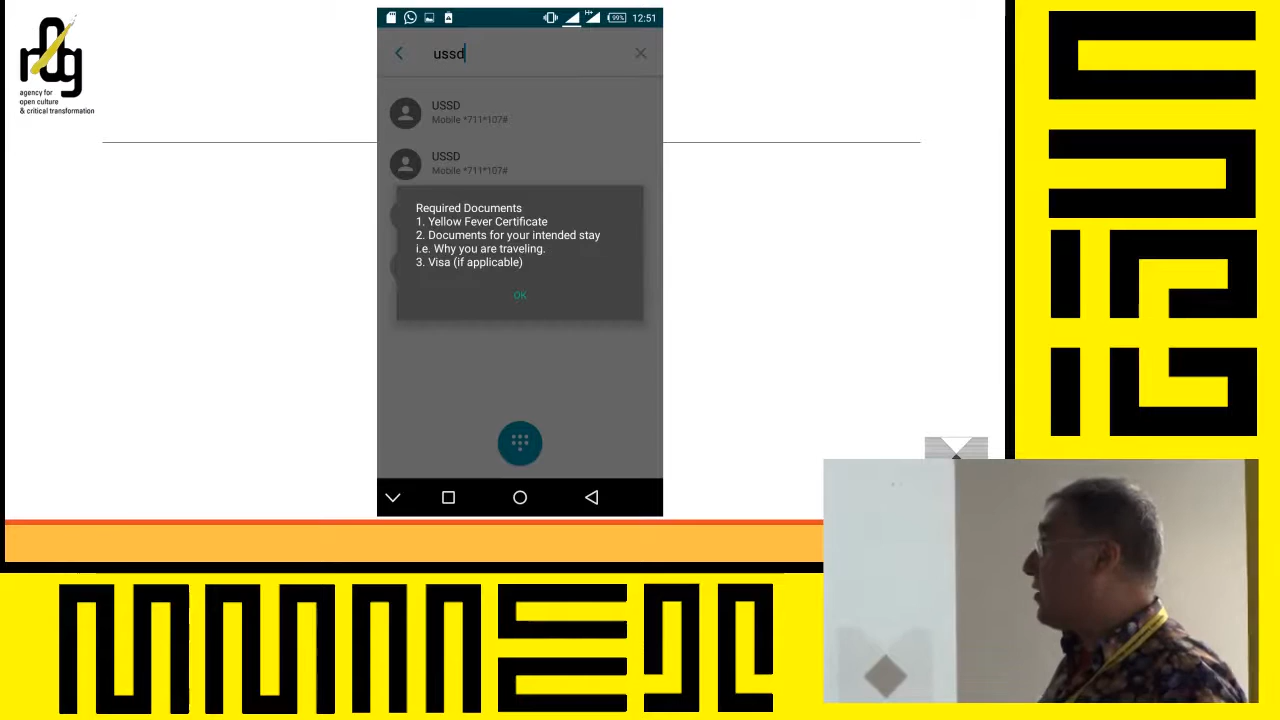 rOg
agency for
open culture
& critical transformation
H+
99%
12:51
ussd
USSD
Mobile *711*107#
USSD
Mobile *711*107#
Required Documents
1. Yellow Fever Certificate
2. Documents for your intended stay
i.e. Why you are traveling.
3. Visa (if applicable)
OK